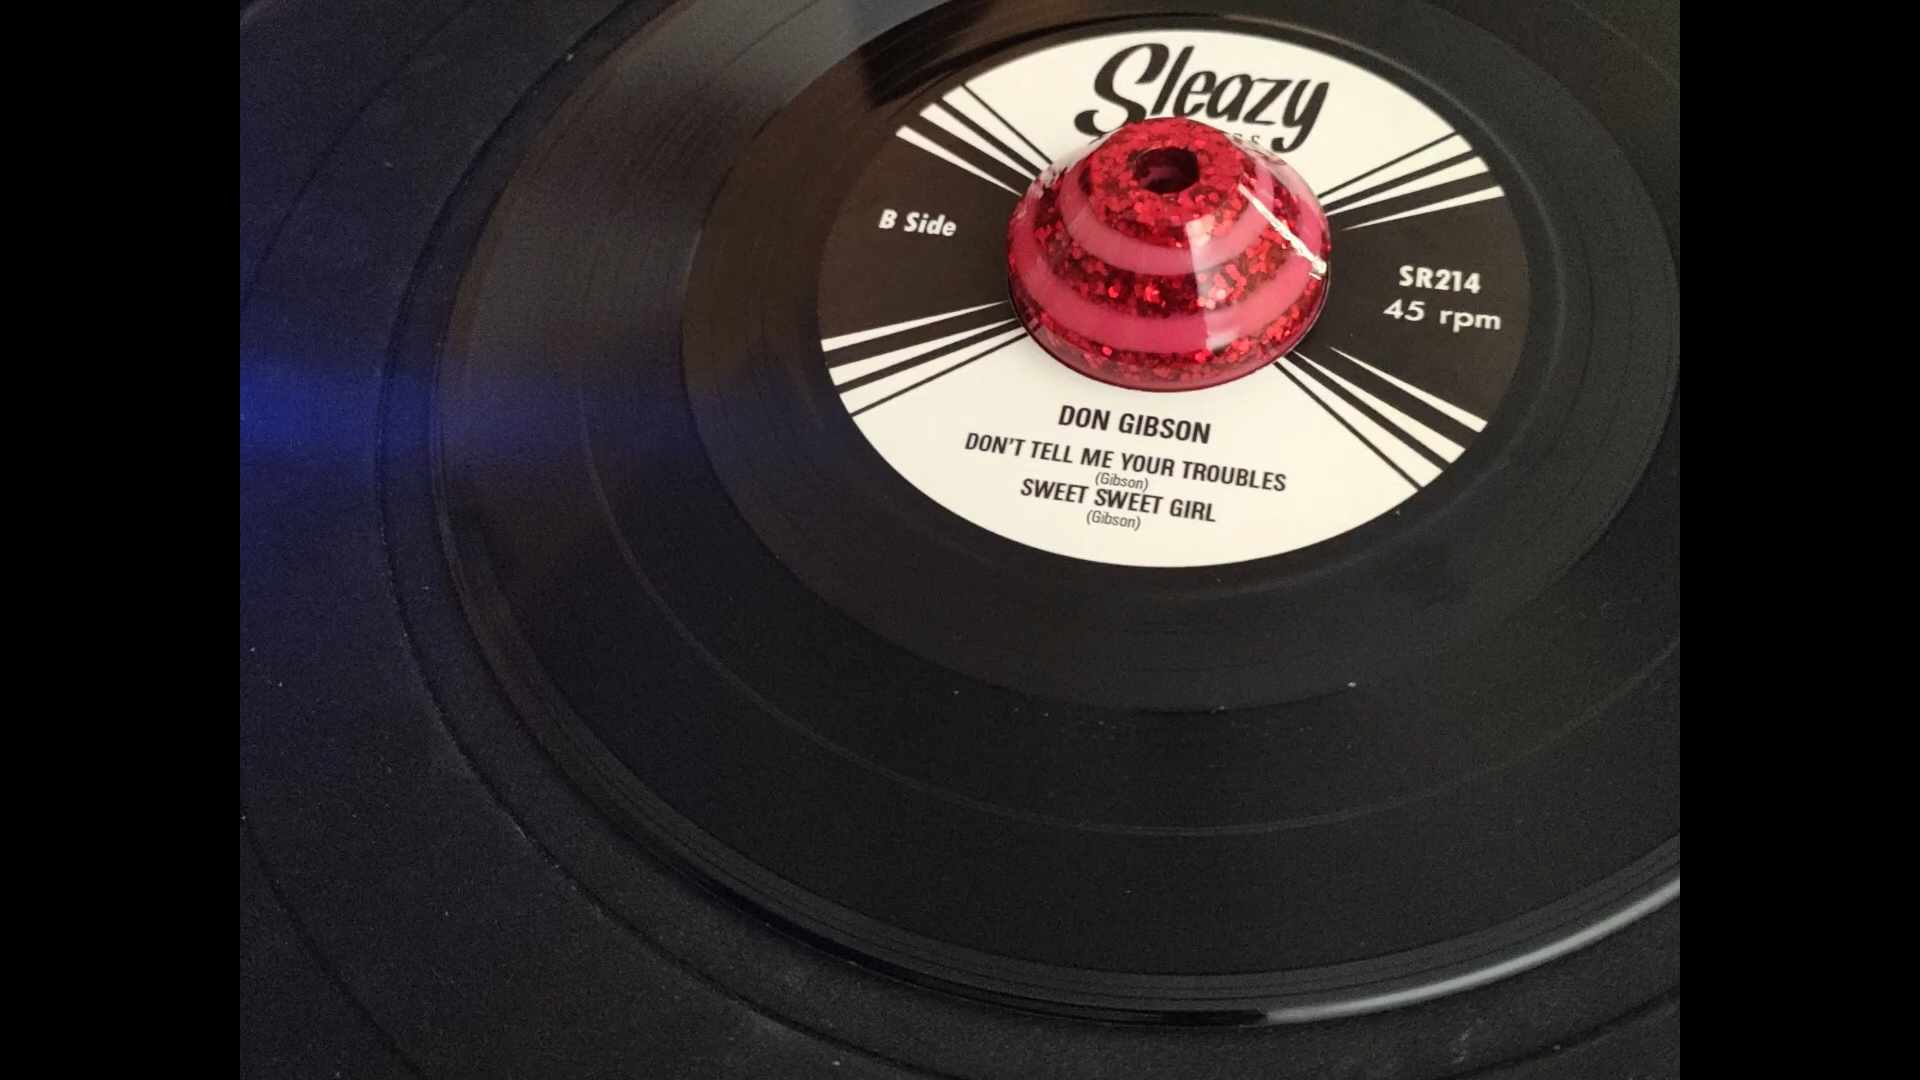 Sleazy
B Side
SR214
45 rpm
DON GIBSON
DON'T TELL ME YOUR TROUBLES
(Gibson)
SWEET SWEET GIRL
(Gibson)